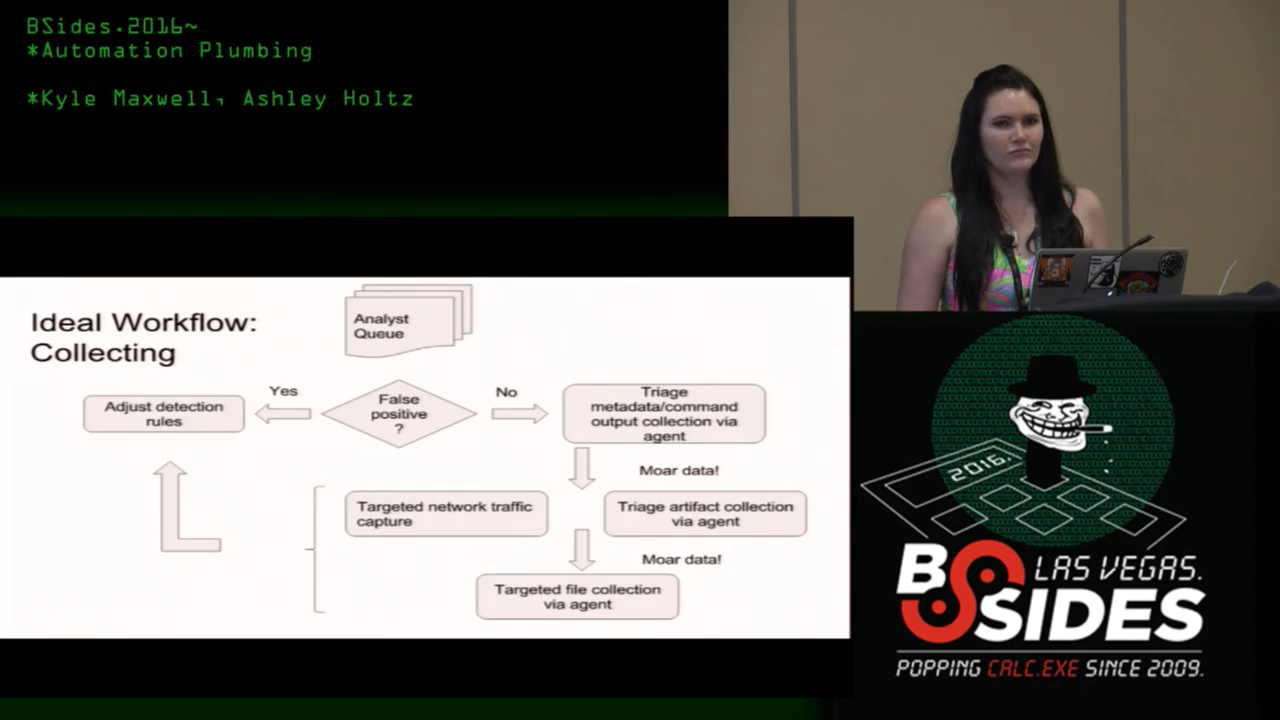 BSides.2016~
*Automation Plumbing
*Kyle Maxwell, Ashley Holtz
Ideal Workflow:
Collecting
Analyst
Queue
Yes
False
positive
?
No
Adjust detection
rules
Triage
metadata/command
output collection via
agent
Moar data!
Targeted network traffic
capture
Triage artifact collection
via agent
Moar data!
Targeted file collection
via agent
2016.
BSIDES
LAS VEGAS.
POPPING CALC.EXE SINCE 2009.